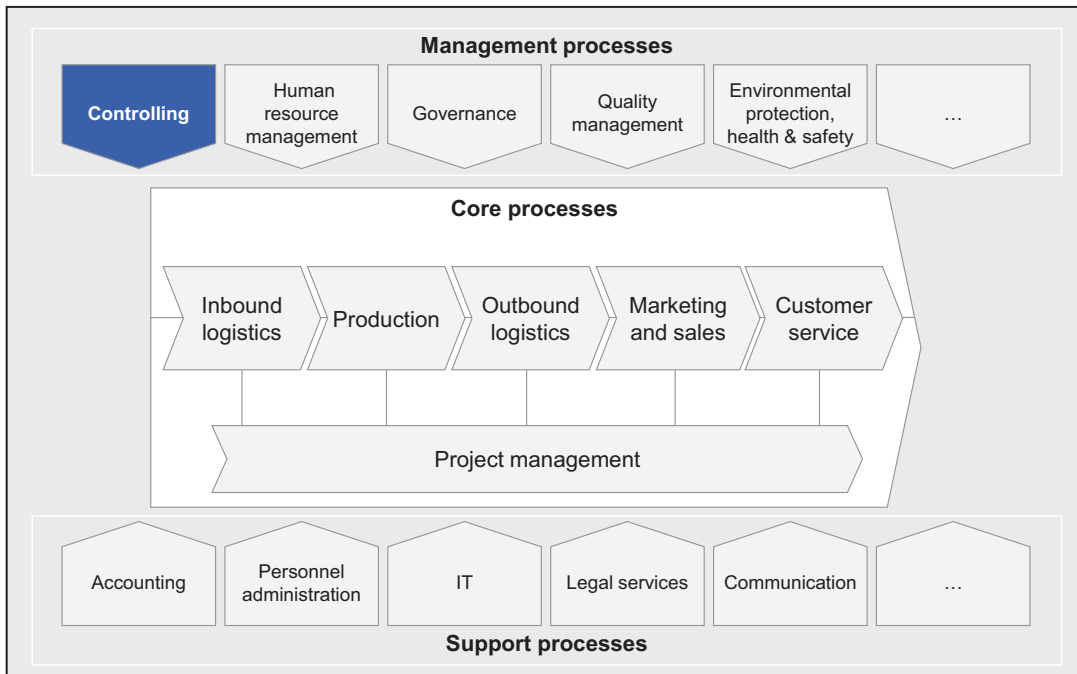 Management processes
Controlling
Human
resource
management
Governance
Quality
management
Environmental
protection,
health & safety
…
Core processes
Inbound
logistics
Production
Outbound
logistics
Marketing
and sales
Customer
service
Project management
Accounting
Personnel
administration
IT
Legal services
Communication
…
Support processes